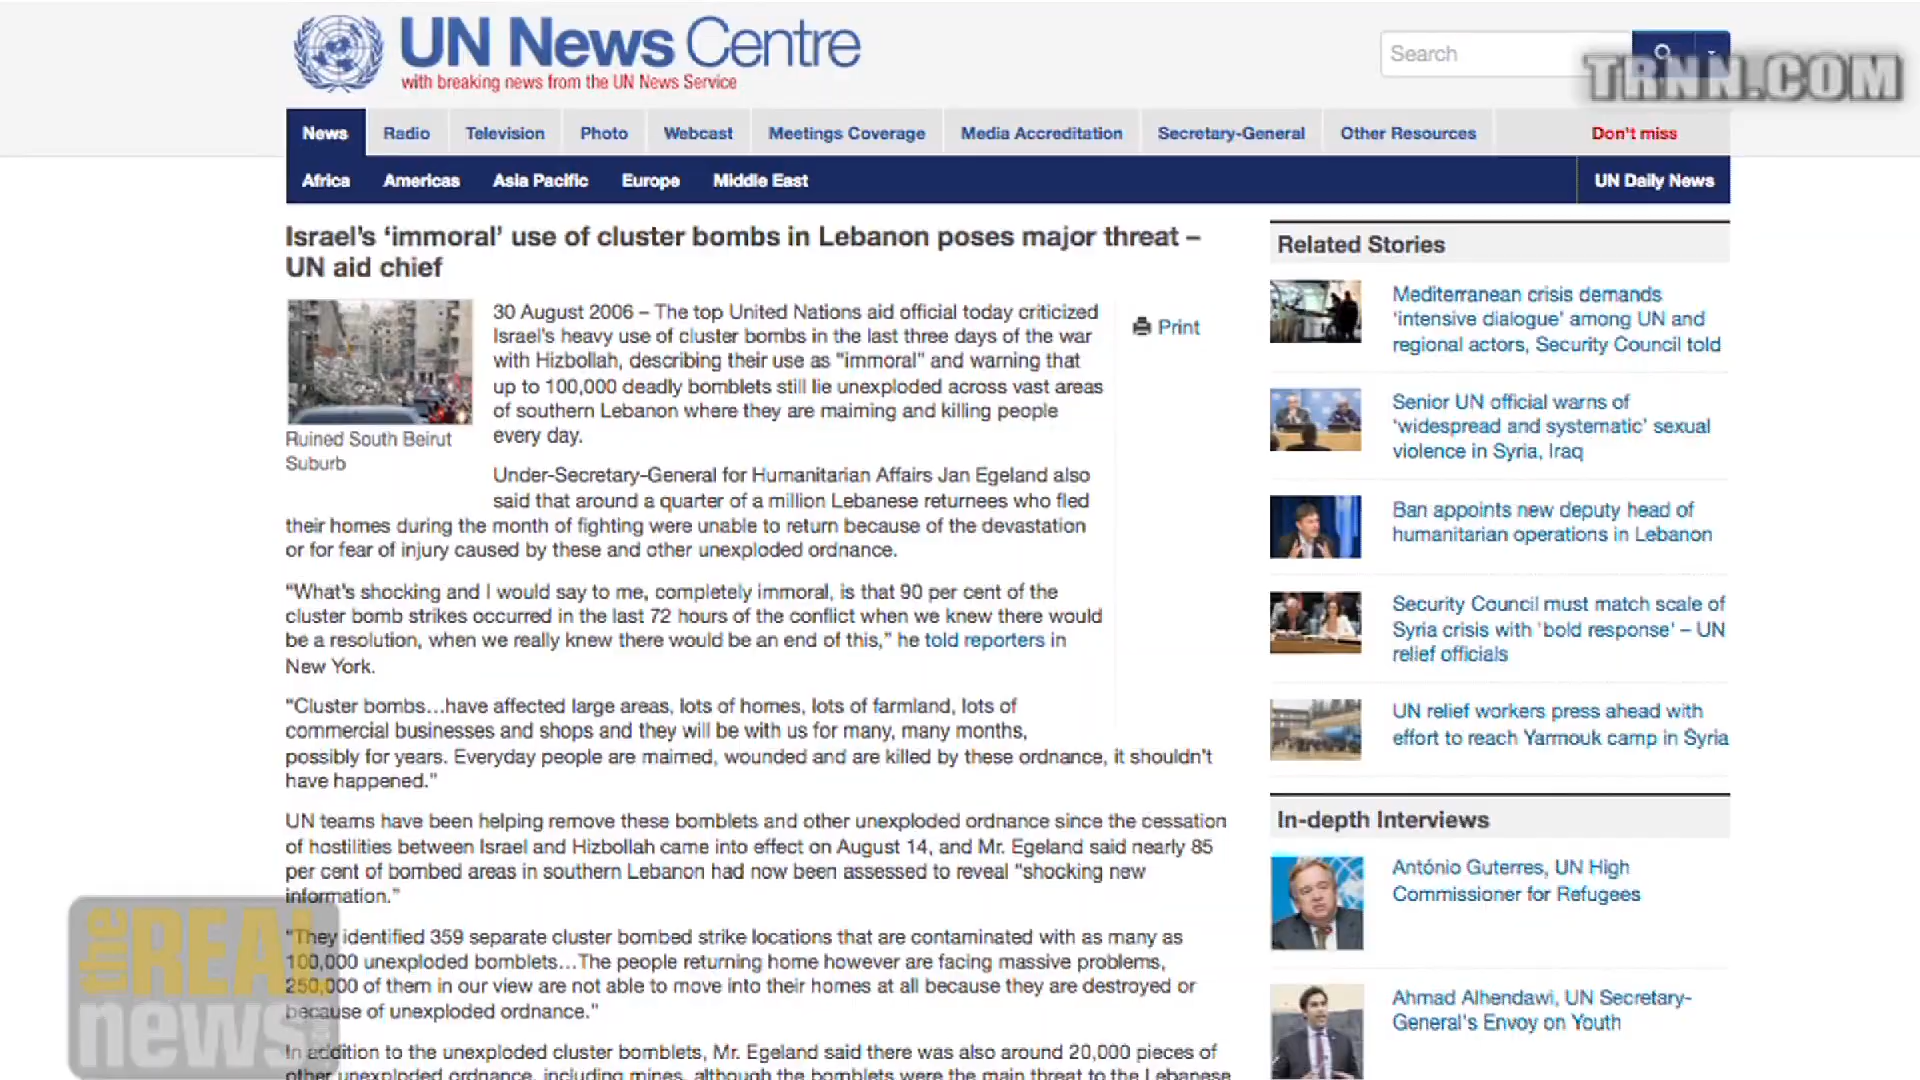 UN News Centre
with breaking news from the UN News Service
Search
TRNN.COM
News Radio Television Photo Webcast Meetings Coverage Media Accreditation Secretary-General Other Resources Don't miss
Africa Americas Asia Pacific Europe Middle East UN Daily News
Israel's ‘immoral’ use of cluster bombs in Lebanon poses major threat –
UN aid chief
Ruined South Beirut
Suburb
30 August 2006 – The top United Nations aid official today criticized
Israel's heavy use of cluster bombs in the last three days of the war
with Hizbollah, describing their use as "immoral" and warning that
up to 100,000 deadly bomblets still lie unexploded across vast areas
of southern Lebanon where they are maiming and killing people
every day.
Print
Under-Secretary-General for Humanitarian Affairs Jan Egeland also
said that around a quarter of a million Lebanese returnees who fled
their homes during the month of fighting were unable to return because of the devastation
or for fear of injury caused by these and other unexploded ordnance.
“What's shocking and I would say to me, completely immoral, is that 90 per cent of the
cluster bomb strikes occurred in the last 72 hours of the conflict when we knew there would
be a resolution, when we really knew there would be an end of this,” he told reporters in
New York.
“Cluster bombs…have affected large areas, lots of homes, lots of farmland, lots of
commercial businesses and shops and they will be with us for many, many months,
possibly for years. Everyday people are maimed, wounded and are killed by these ordnance, it shouldn't
have happened.”
UN teams have been helping remove these bomblets and other unexploded ordnance since the cessation
of hostilities between Israel and Hizbollah came into effect on August 14, and Mr. Egeland said nearly 85
per cent of bombed areas in southern Lebanon had now been assessed to reveal “shocking new
information.”
“They identified 359 separate cluster bombed strike locations that are contaminated with as many as
100,000 unexploded bomblets…The people returning home however are facing massive problems,
250,000 of them in our view are not able to move into their homes at all because they are destroyed or
because of unexploded ordnance.”
In addition to the unexploded cluster bomblets, Mr. Egeland said there was also around 20,000 pieces of
other unexploded ordnance, including mines, although the bomblets were the main threat to the Lebanese
Related Stories
Mediterranean crisis demands
‘intensive dialogue’ among UN and
regional actors, Security Council told
Senior UN official warns of
‘widespread and systematic’ sexual
violence in Syria, Iraq
Ban appoints new deputy head of
humanitarian operations in Lebanon
Security Council must match scale of
Syria crisis with ‘bold response’ – UN
relief officials
UN relief workers press ahead with
effort to reach Yarmouk camp in Syria
In-depth Interviews
António Guterres, UN High
Commissioner for Refugees
Ahmad Alhendawi, UN Secretary-
General's Envoy on Youth
the REAL
news